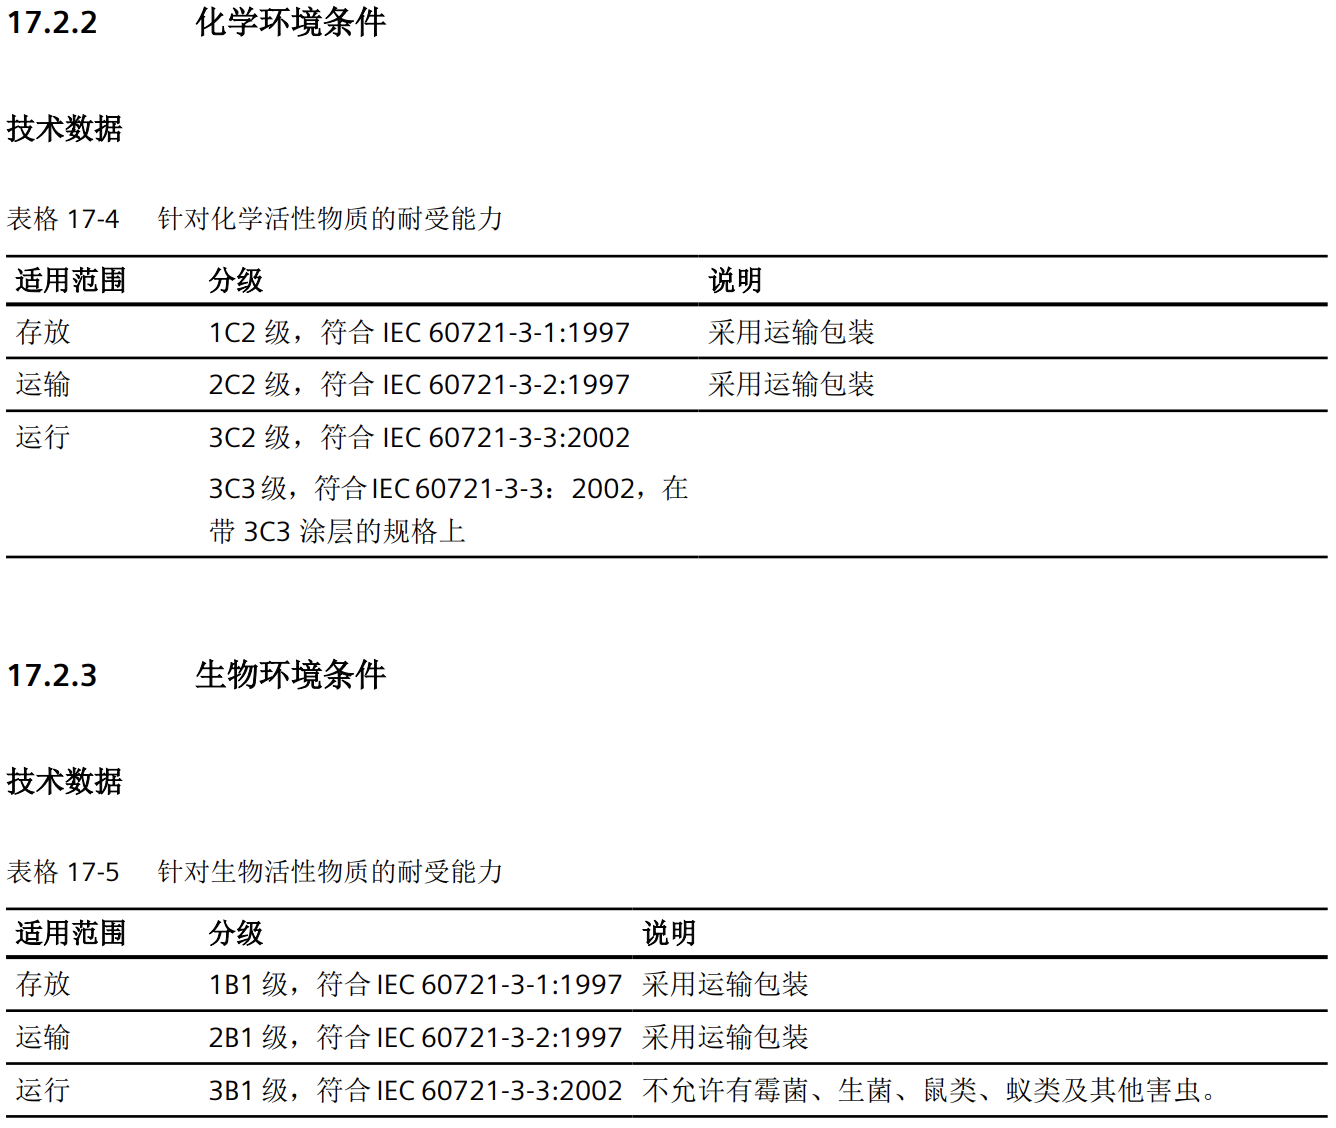 17.2.2 化学环境条件
技术数据
表格 17-4 针对化学活性物质的耐受能力
适用范围 分级 说明
存放 1C2 级，符合 IEC 60721-3-1:1997 采用运输包装
运输 2C2 级，符合 IEC 60721-3-2:1997 采用运输包装
运行 3C2 级，符合 IEC 60721-3-3:2002
3C3 级，符合 IEC 60721-3-3：2002，在
带 3C3 涂层的规格上
17.2.3 生物环境条件
技术数据
表格 17-5 针对生物活性物质的耐受能力
适用范围 分级 说明
存放 1B1 级，符合 IEC 60721-3-1:1997 采用运输包装
运输 2B1 级，符合 IEC 60721-3-2:1997 采用运输包装
运行 3B1 级，符合 IEC 60721-3-3:2002 不允许有霉菌、生菌、鼠类、蚁类及其他害虫。